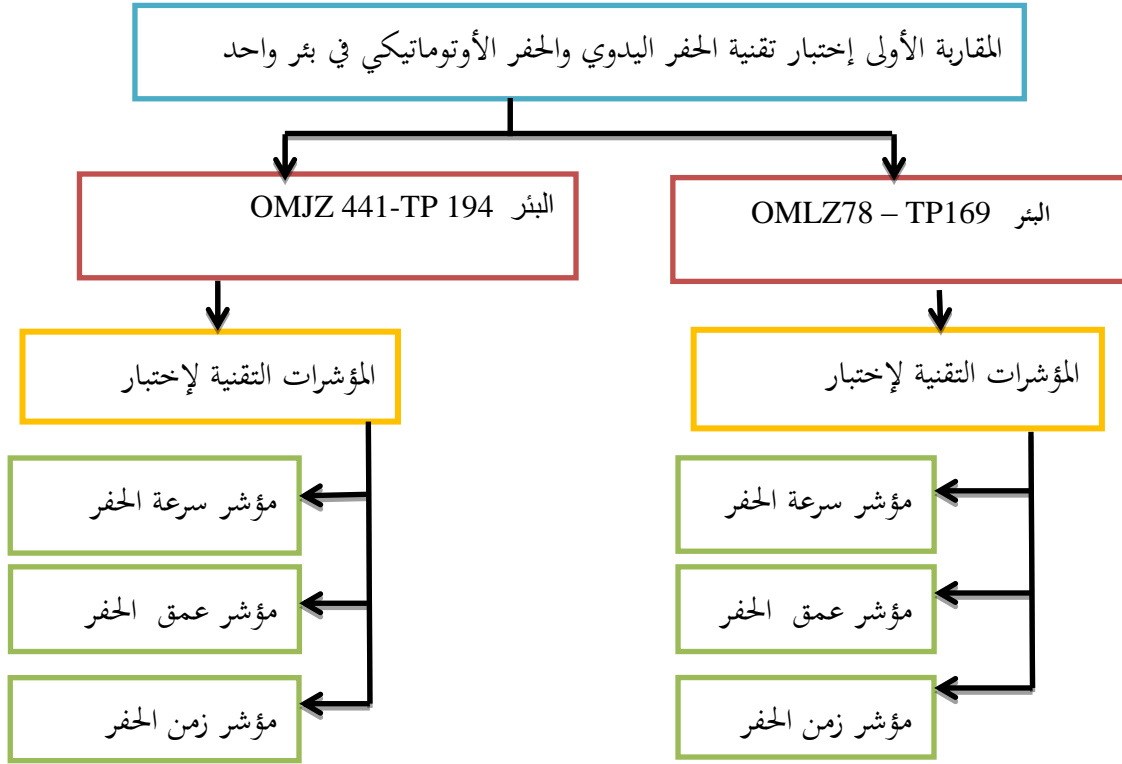 المقاربة الأولى إختبار تقنية الحفر اليدوي والحفر الأوتوماتيكي في بئر واحد
البئر OMLZ78 – TP169
البئر OMJZ 441-TP 194
المؤشرات التقنية لإختبار
المؤشرات التقنية لإختبار
مؤشر سرعة الحفر
مؤشر عمق الحفر
مؤشر زمن الحفر
مؤشر سرعة الحفر
مؤشر عمق الحفر
مؤشر زمن الحفر